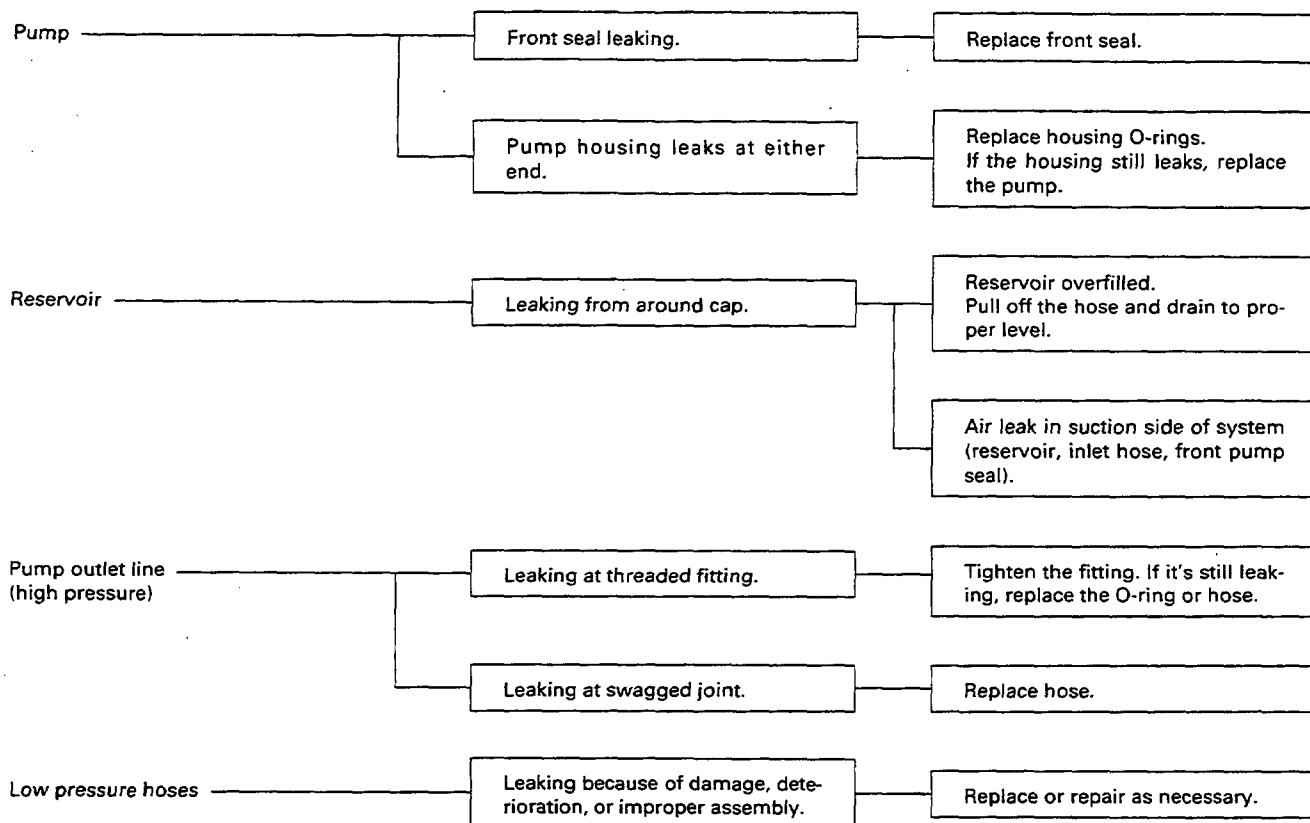 Pump
Front seal leaking.
Replace front seal.
Pump housing leaks at either
end.
Replace housing O-rings.
If the housing still leaks, replace
the pump.
Reservoir
Leaking from around cap.
Reservoir overfilled.
Pull off the hose and drain to pro-
per level.
Air leak in suction side of system
(reservoir, inlet hose, front pump
seal).
Pump outlet line
(high pressure)
Leaking at threaded fitting.
Tighten the fitting. If it's still leak-
ing, replace the O-ring or hose.
Leaking at swagged joint.
Replace hose.
Low pressure hoses
Leaking because of damage, dete-
rioration, or improper assembly.
Replace or repair as necessary.